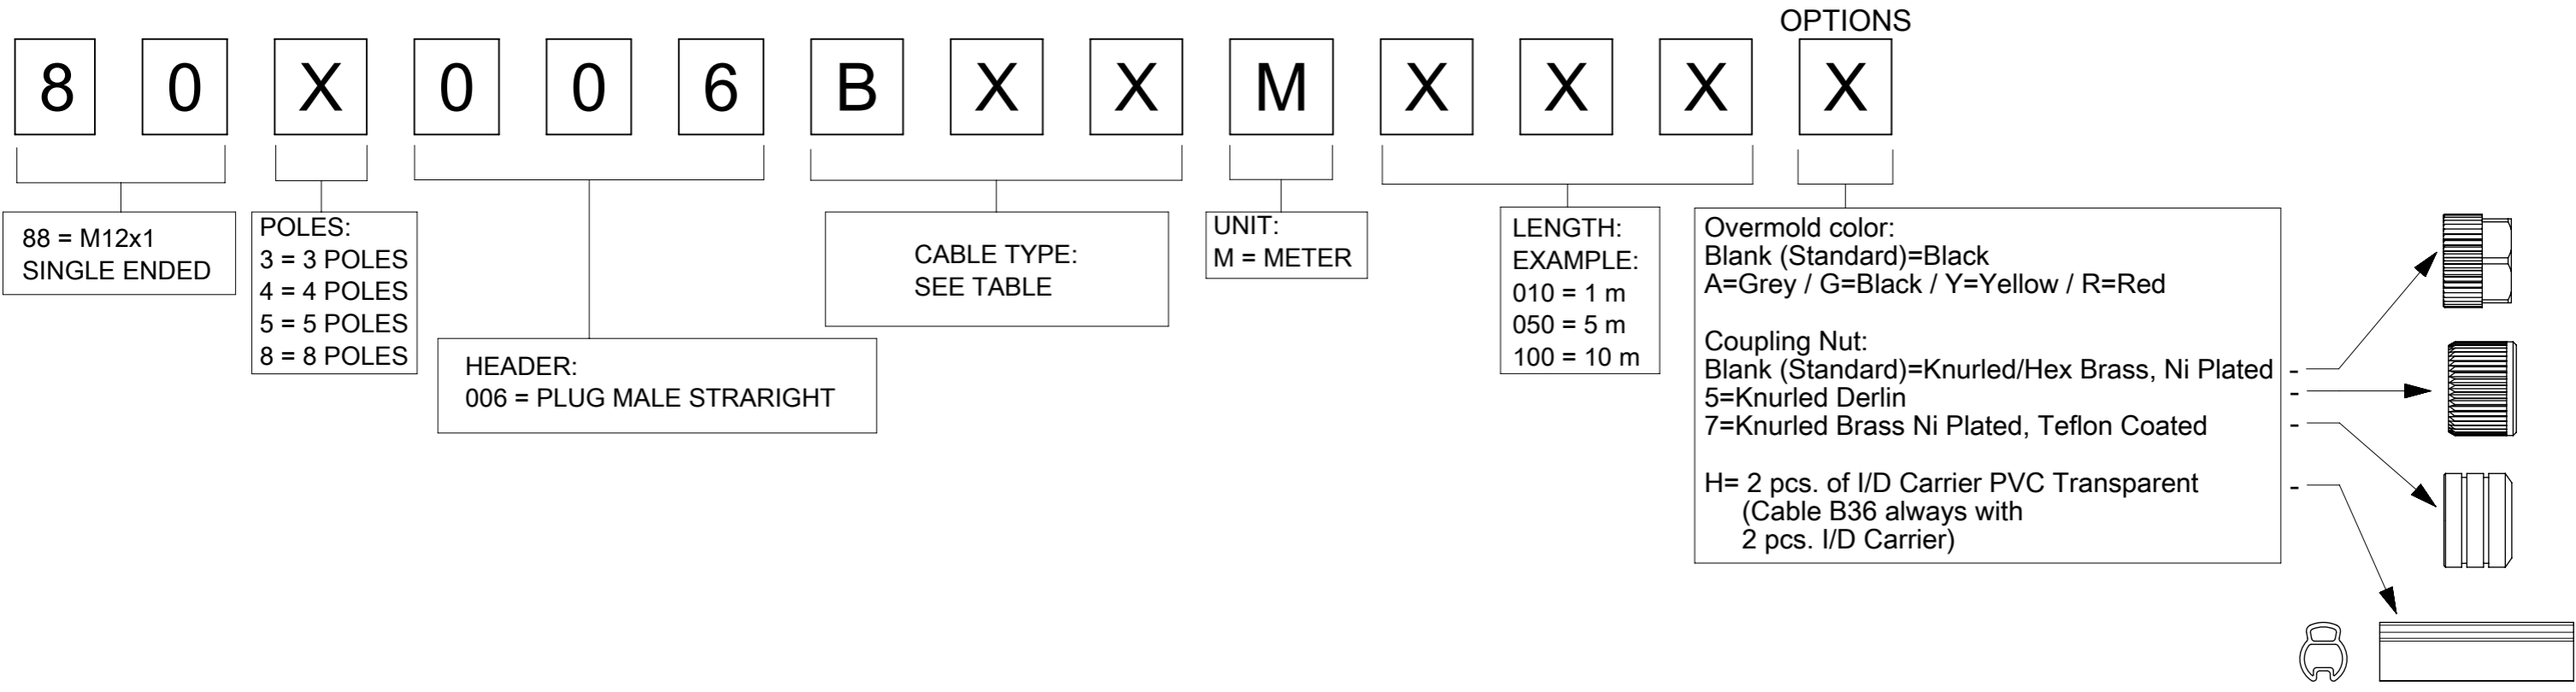 OPTIONS
8 0 X 0 0 6 B X X M X X X X
88 = M12x1
SINGLE ENDED
POLES:
3 = 3 POLES
4 = 4 POLES
5 = 5 POLES
8 = 8 POLES
HEADER:
006 = PLUG MALE STRARIGHT
CABLE TYPE:
SEE TABLE
UNIT:
M = METER
LENGTH:
EXAMPLE:
010 = 1 m
050 = 5 m
100 = 10 m
Overmold color:
Blank (Standard)=Black
A=Grey / G=Black / Y=Yellow / R=Red
Coupling Nut:
Blank (Standard)=Knurled/Hex Brass, Ni Plated -
5=Knurled Derlin -
7=Knurled Brass Ni Plated, Teflon Coated -
H= 2 pcs. of I/D Carrier PVC Transparent -
(Cable B36 always with
2 pcs. I/D Carrier)